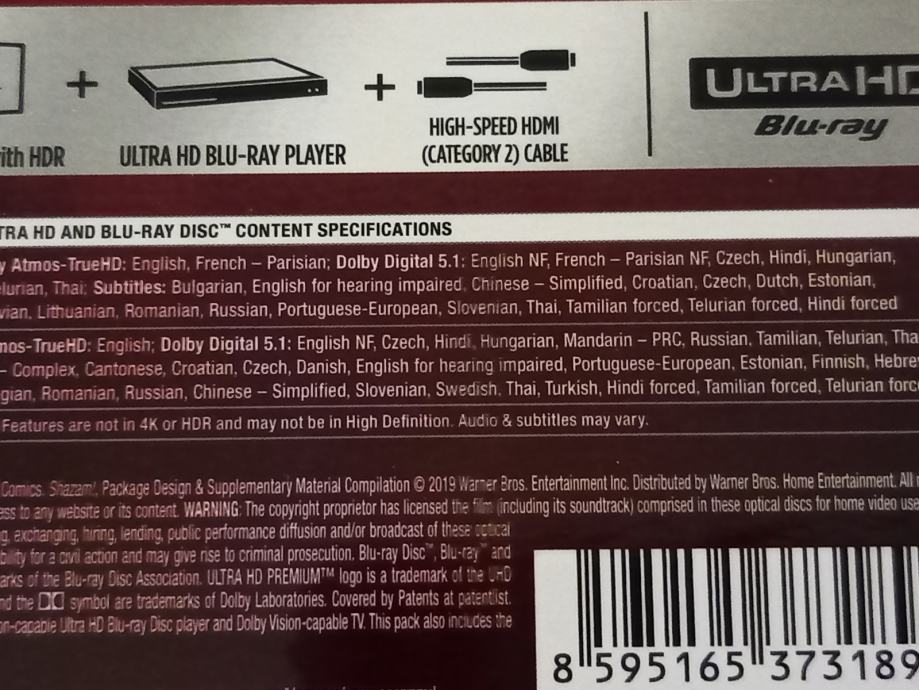 + +
ith HDR
ULTRA HD BLU-RAY PLAYER
HIGH-SPEED HDMI
(CATEGORY 2) CABLE
ULTRA HD
Blu-ray
TRA HD AND BLU-RAY DISC™ CONTENT SPECIFICATIONS
y Atmos-TrueHD: English, French – Parisian; Dolby Digital 5.1: English NF, French – Parisian NF, Czech, Hindi, Hungarian,
elurian, Thai; Subtitles: Bulgarian, English for hearing impaired, Chinese – Simplified, Croatian, Czech, Dutch, Estonian,
vian, Lithuanian, Romanian, Russian, Portuguese-European, Slovenian, Thai, Tamilian forced, Telurian forced, Hindi forced
mos-TrueHD: English; Dolby Digital 5.1: English NF, Czech, Hindi, Hungarian, Mandarin – PRC, Russian, Tamilian, Telurian, Tha
– Complex, Cantonese, Croatian, Czech, Danish, English for hearing impaired, Portuguese-European, Estonian, Finnish, Hebre
gian, Romanian, Russian, Chinese – Simplified, Slovenian, Swedish, Thai, Turkish, Hindi forced, Tamilian forced, Telurian forc
Features are not in 4K or HDR and may not be in High Definition. Audio & subtitles may vary.
Comics. Shazam!, Package Design & Supplementary Material Compilation © 2019 Warner Bros. Entertainment Inc. Distributed by Warner Bros. Home Entertainment. All r
ess to any website or its content. WARNING: The copyright proprietor has licensed the film (including its soundtrack) comprised in these optical discs for home video use
g, exchanging, hiring, lending, public performance diffusion and/or broadcast of these optical
bility for a civil action and may give rise to criminal prosecution. Blu-ray Disc™, Blu-ray™ and
arks of the Blu-ray Disc Association. ULTRA HD PREMIUM™ logo is a trademark of the UHD
nd the symbol are trademarks of Dolby Laboratories. Covered by Patents at patentlist.
on-capable Ultra HD Blu-ray Disc player and Dolby Vision-capable TV. This pack also includes the
8 595165 373189